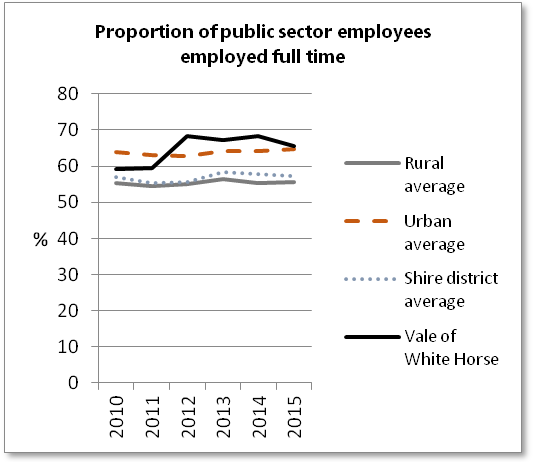 Proportion of public sector employees
employed full time
80
70
60
50
40
30
20
10
0
%
2010
2011
2012
2013
2014
2015
Rural
average
Urban
average
Shire district
average
Vale of
White Horse